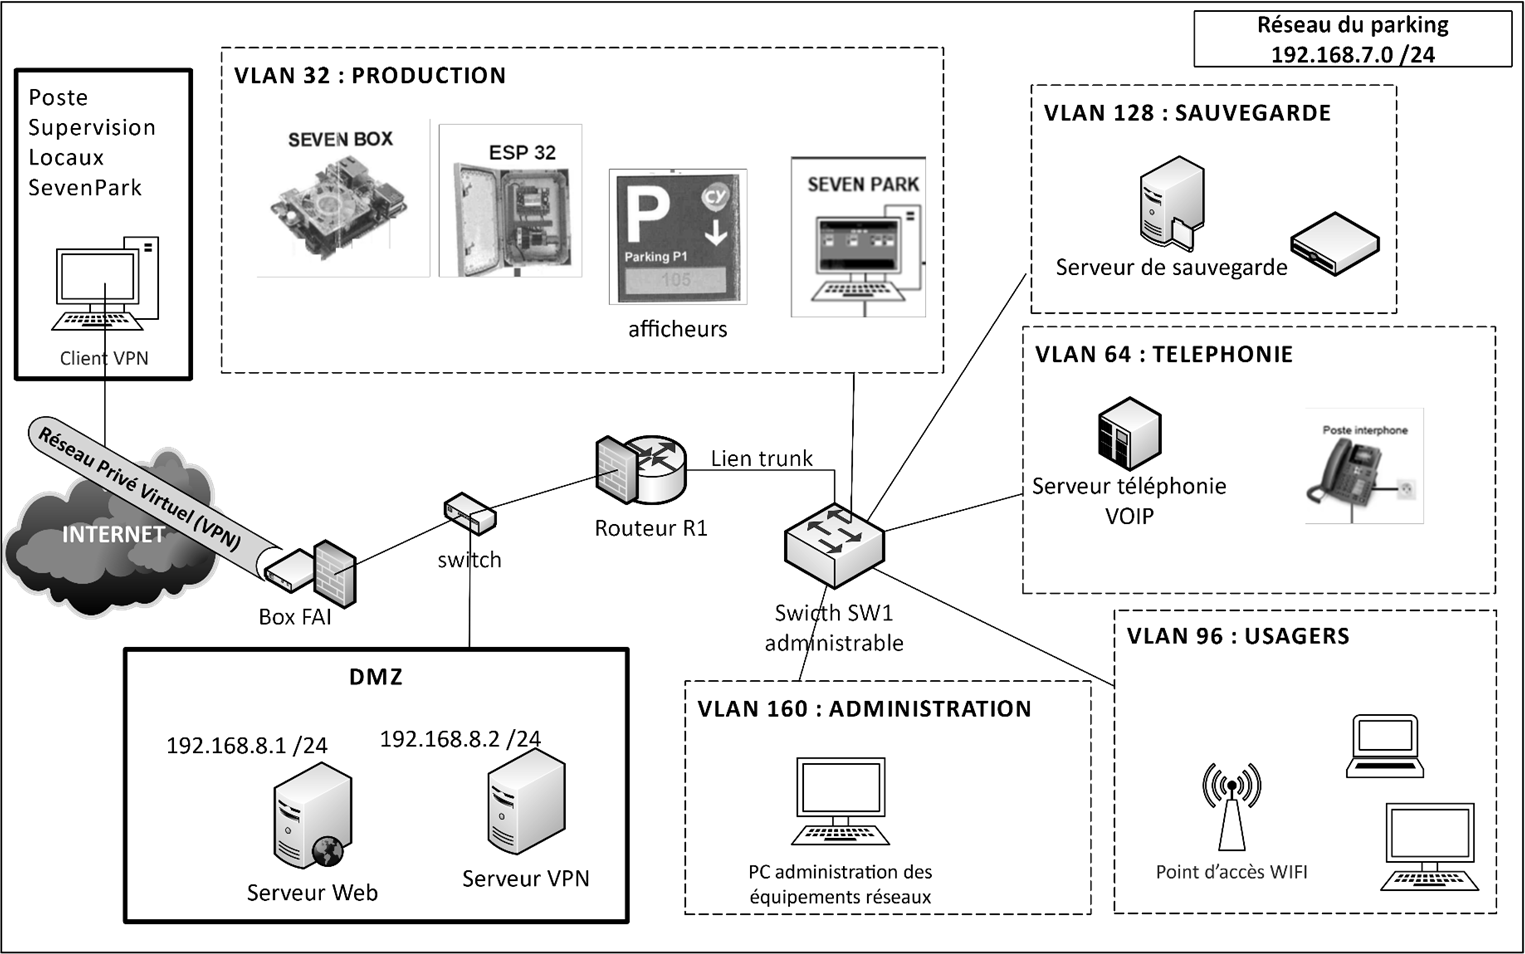 Réseau du parking
192.168.7.0 /24
Poste
Supervision
Locaux
SevenPark
Client VPN
VLAN 32 : PRODUCTION
SEVEN BOX
ESP 32
P
CY
Parking P1
105
afficheurs
SEVEN PARK
VLAN 128 : SAUVEGARDE
Serveur de sauvegarde
VLAN 64 : TELEPHONIE
Serveur téléphonie
VOIP
Poste interphone
Réseau Privé Virtuel (VPN)
INTERNET
Box FAI
switch
Routeur R1
Lien trunk
Swicth SW1
administrable
DMZ
192.168.8.1 /24
192.168.8.2 /24
Serveur Web
Serveur VPN
VLAN 160 : ADMINISTRATION
PC administration des
équipements réseaux
VLAN 96 : USAGERS
Point d'accès WIFI